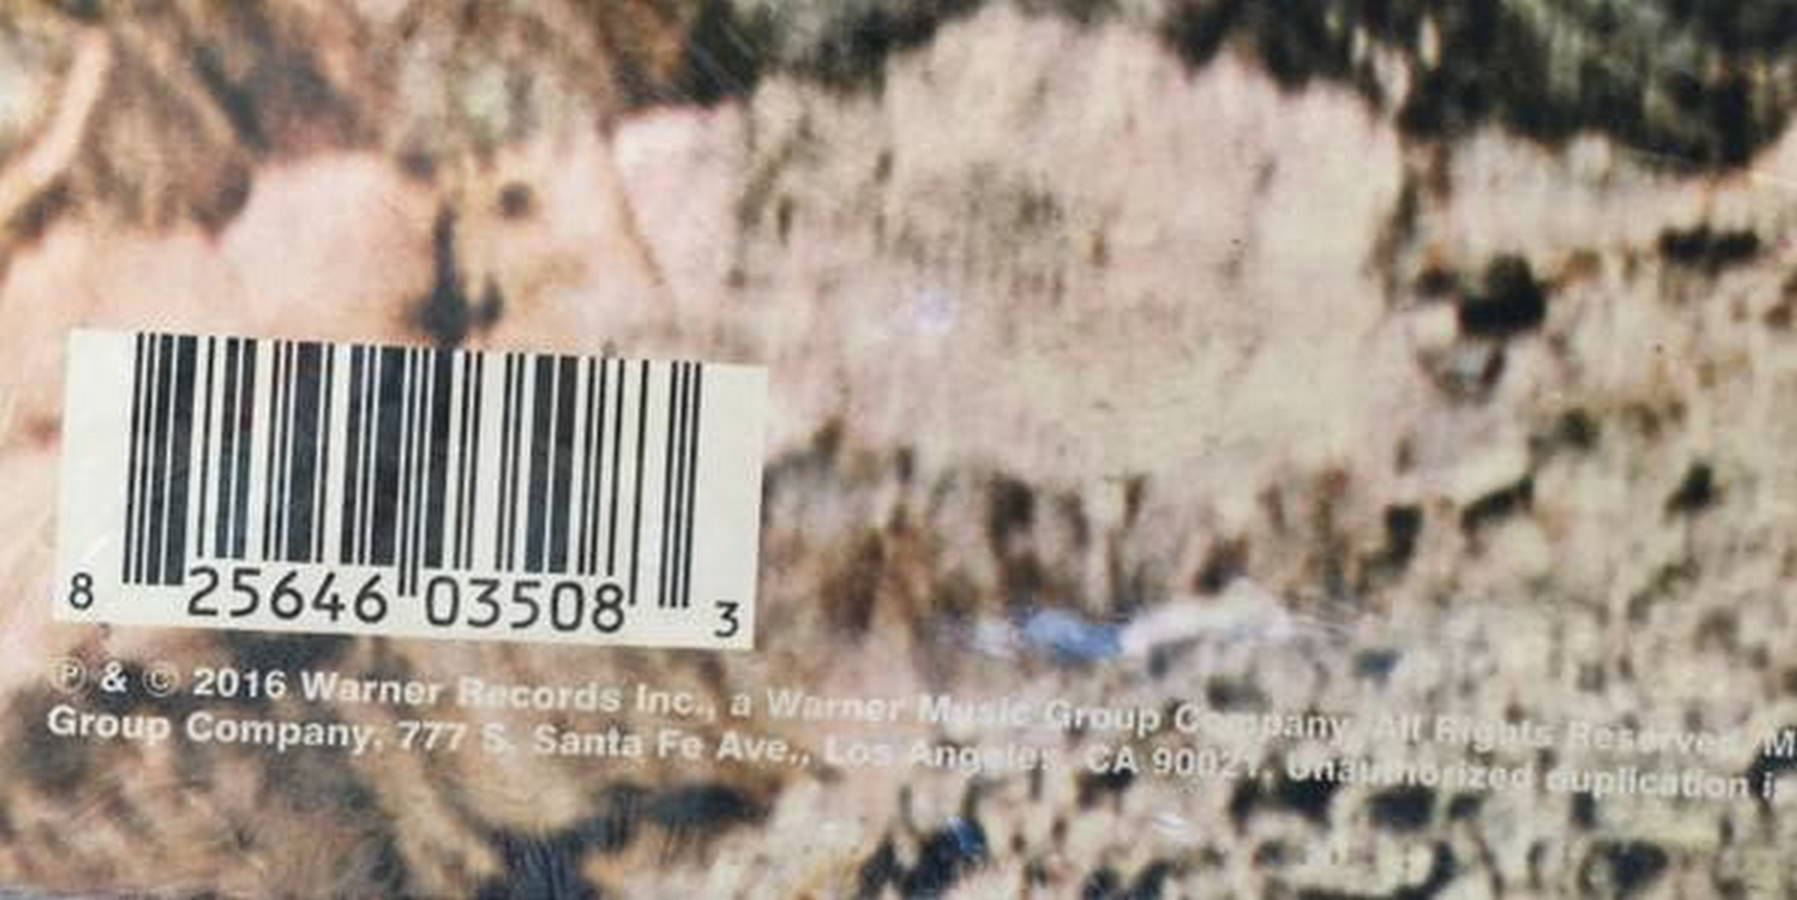 8 25646 03508 3
℗ & © 2016 Warner Records Inc., a Warner Music Group Company. All Rights Reserved. M
Group Company, 777 S. Santa Fe Ave., Los Angeles, CA 90021. Unauthorized duplication i